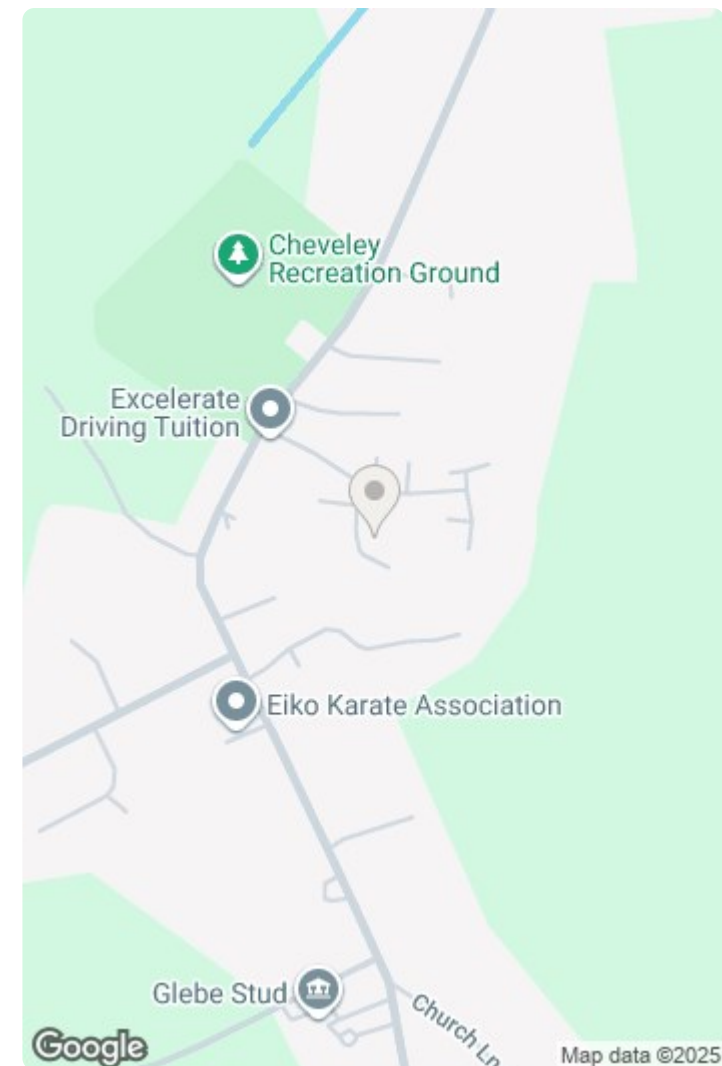 Cheveley
Recreation Ground
Excelerate
Driving Tuition
Eiko Karate Association
Glebe Stud
Church Ln
Google
Map data ©2025